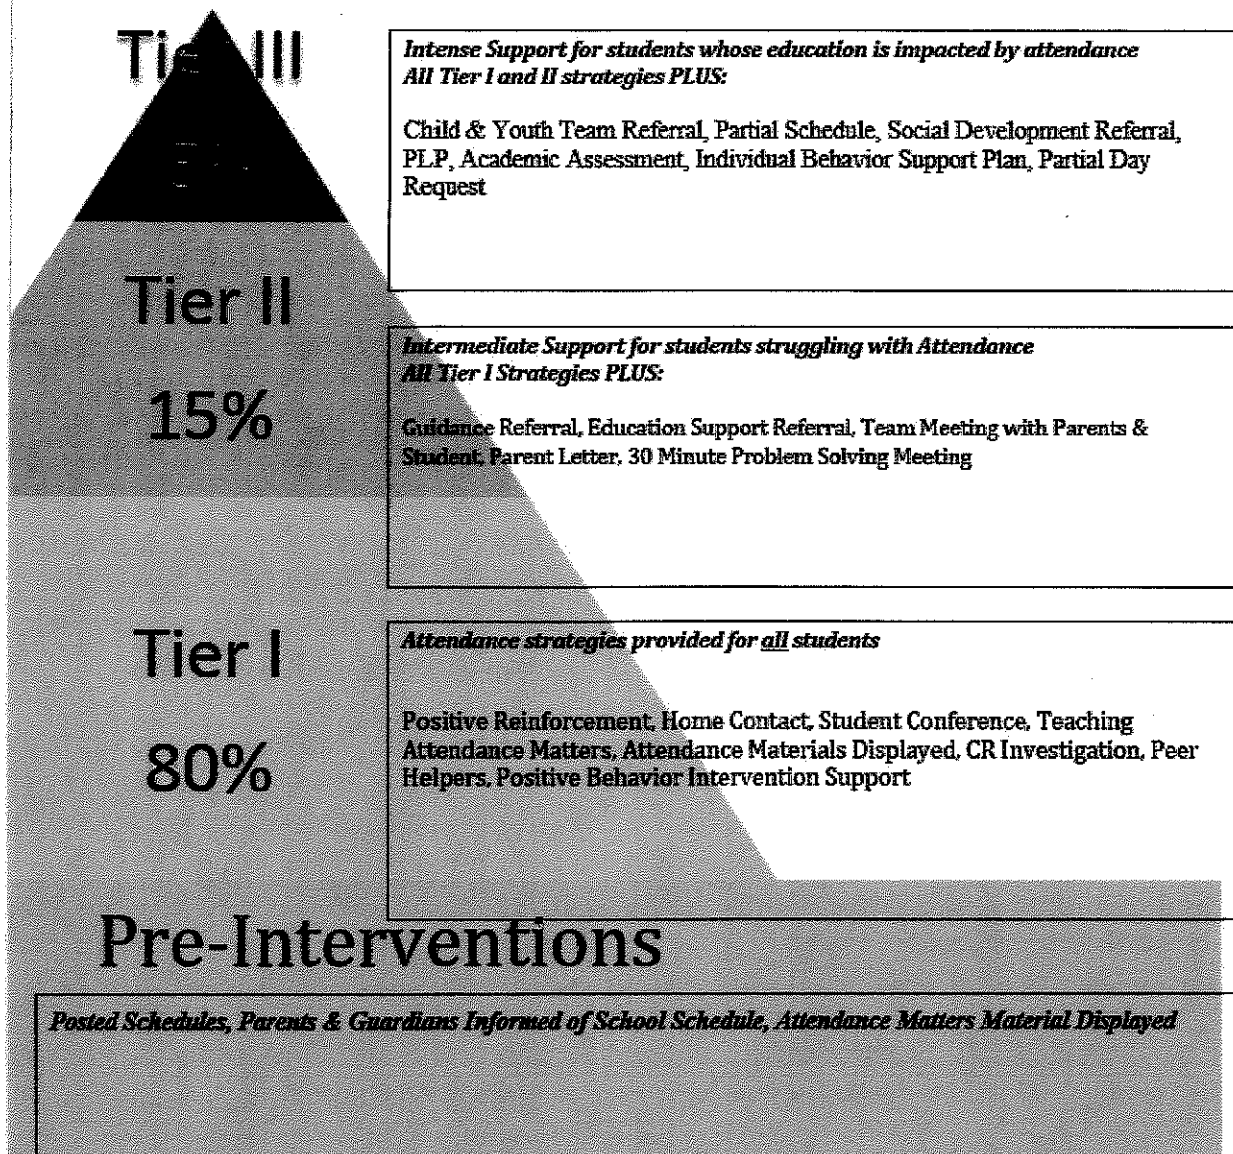 Tier III
Intense Support for students whose education is impacted by attendance
All Tier I and II strategies PLUS:
Child & Youth Team Referral, Partial Schedule, Social Development Referral,
PLP, Academic Assessment, Individual Behavior Support Plan, Partial Day
Request
Tier II
15%
Intermediate Support for students struggling with Attendance
All Tier I Strategies PLUS:
Guidance Referral, Education Support Referral, Team Meeting with Parents &
Student, Parent Letter, 30 Minute Problem Solving Meeting
Tier I
80%
Attendance strategies provided for all students
Positive Reinforcement, Home Contact, Student Conference, Teaching
Attendance Matters, Attendance Materials Displayed, CR Investigation, Peer
Helpers, Positive Behavior Intervention Support
Pre-Interventions
Posted Schedules, Parents & Guardians Informed of School Schedule, Attendance Matters Material Displayed